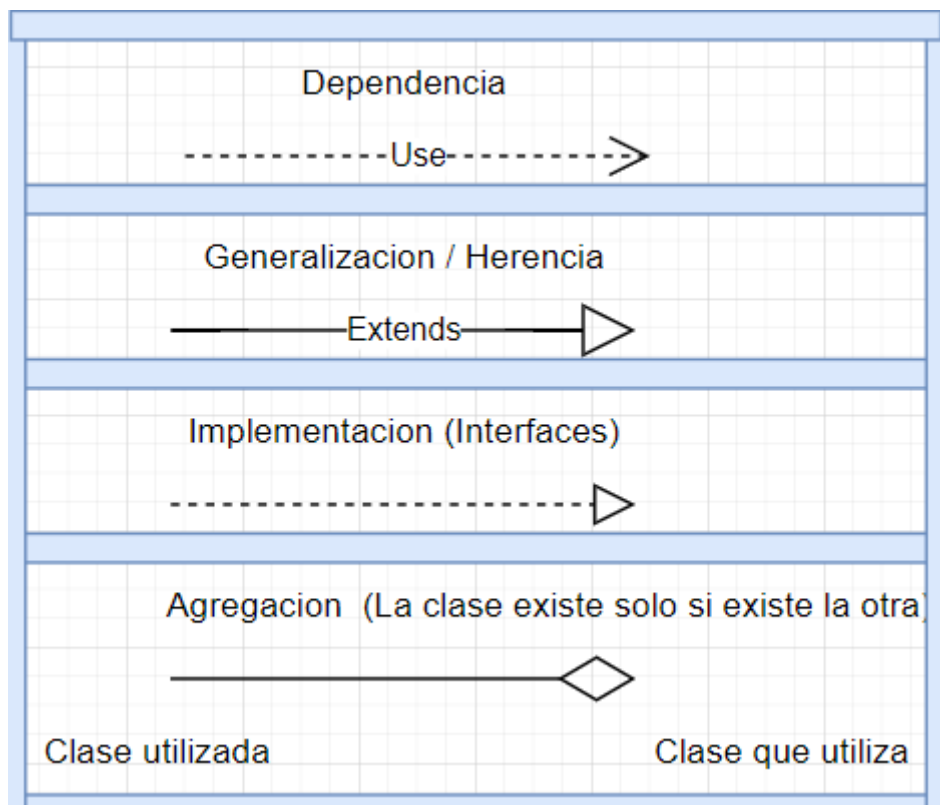 Dependencia
Use
Generalizacion / Herencia
Extends
Implementacion (Interfaces)
Agregacion (La clase existe solo si existe la otra)
Clase utilizada
Clase que utiliza